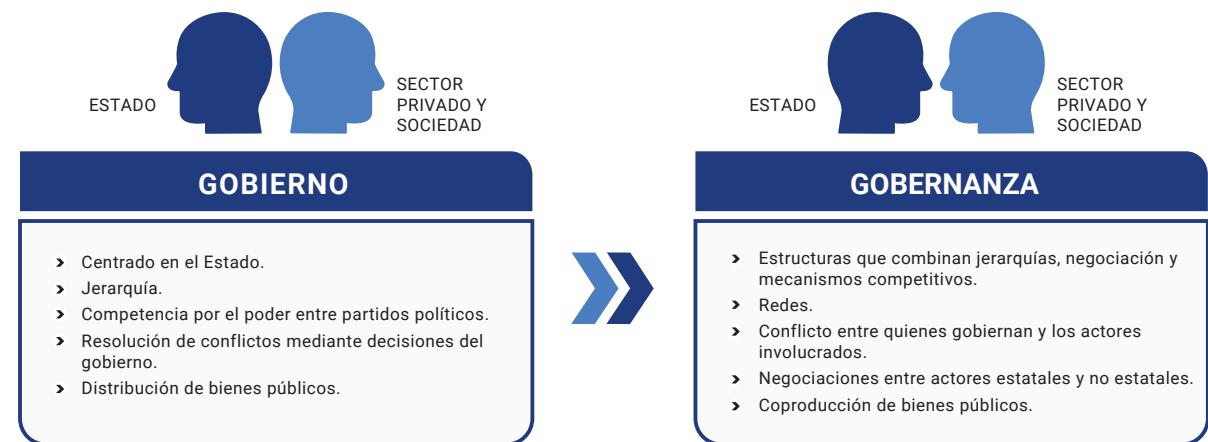 ESTADO
SECTOR
PRIVADO Y
SOCIEDAD
GOBIERNO
Centrado en el Estado.
Jerarquía.
Competencia por el poder entre partidos políticos.
Resolución de conflictos mediante decisiones del
gobierno.
Distribución de bienes públicos.
ESTADO
SECTOR
PRIVADO Y
SOCIEDAD
GOBERNANZA
Estructuras que combinan jerarquías, negociación y
mecanismos competitivos.
Redes.
Conflicto entre quienes gobiernan y los actores
involucrados.
Negociaciones entre actores estatales y no estatales.
Coproducción de bienes públicos.